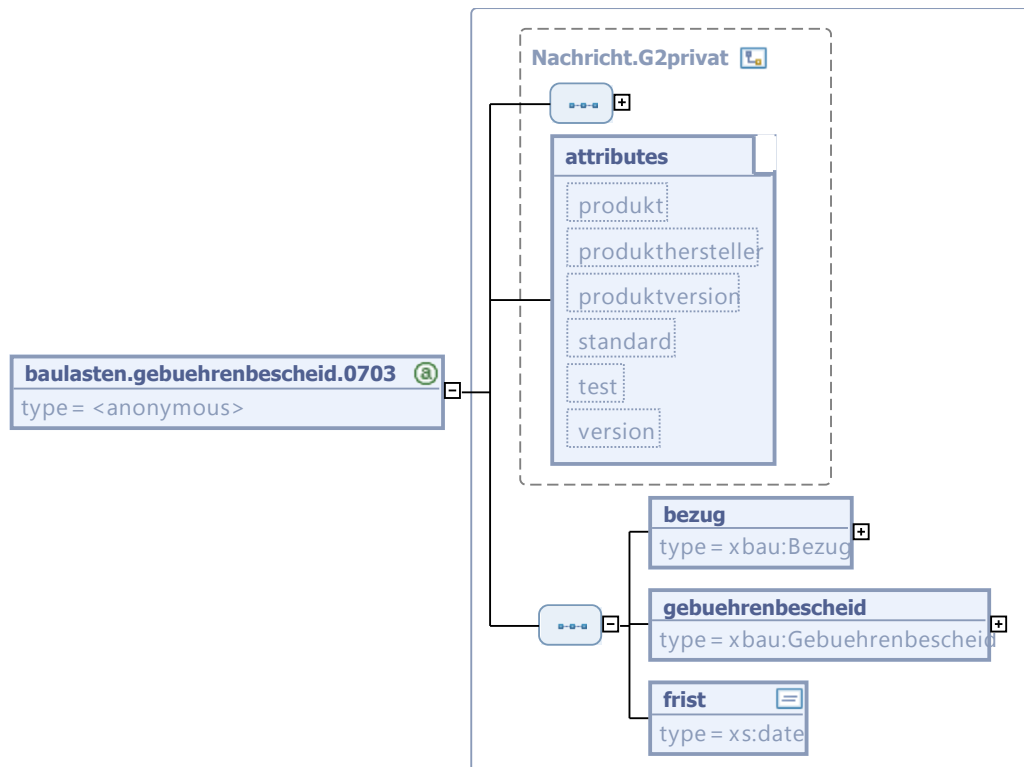 Nachricht.G2privat
attributes
produkt
produkthersteller
produktversion
standard
test
version
baulasten.gebuehrenbescheid.0703
type = <anonymous>
bezug
type = xbau:Bezug
gebuehrenbescheid
type = xbau:Gebuehrenbescheid
frist
type = xs:date